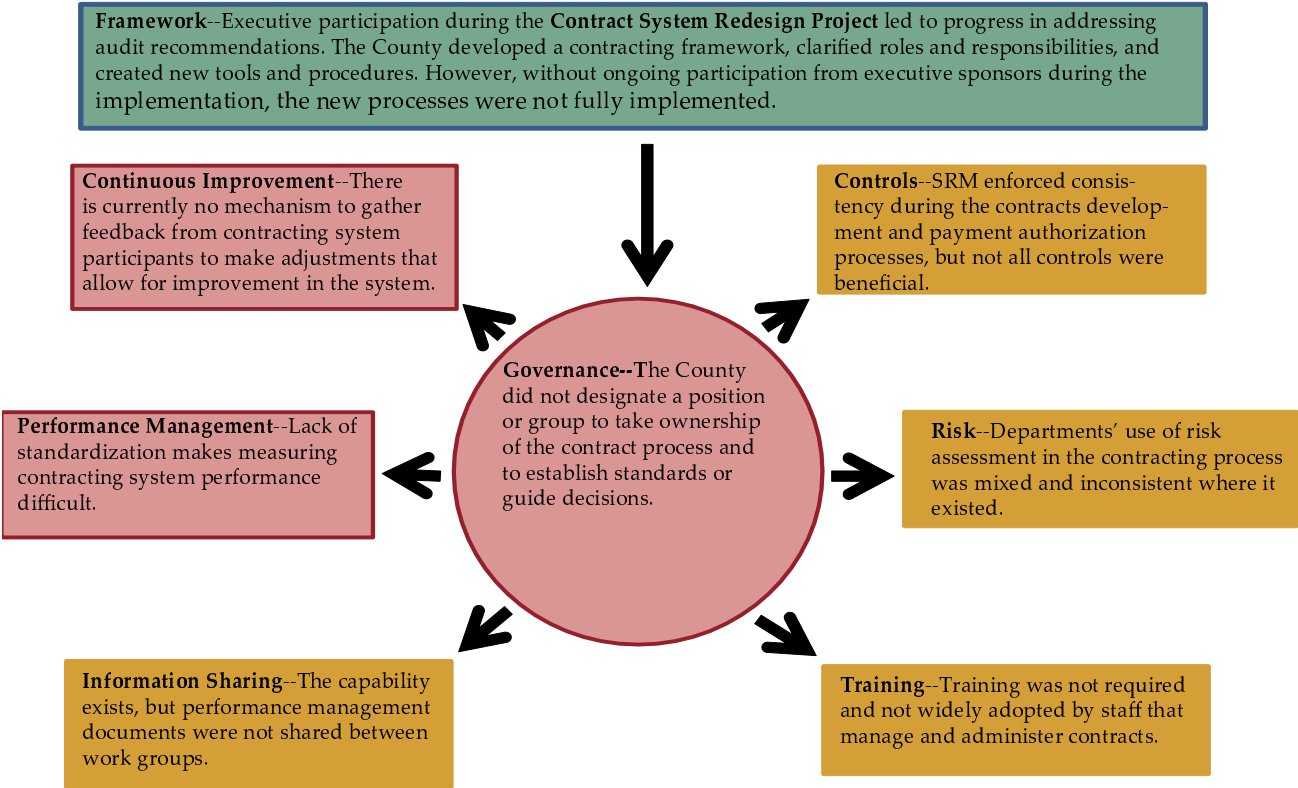 Framework--Executive participation during the Contract System Redesign Project led to progress in addressing
audit recommendations. The County developed a contracting framework, clarified roles and responsibilities, and
created new tools and procedures. However, without ongoing participation from executive sponsors during the
implementation, the new processes were not fully implemented.
Continuous Improvement--There
is currently no mechanism to gather
feedback from contracting system
participants to make adjustments that
allow for improvement in the system.
Controls--SRM enforced consis-
tency during the contracts develop-
ment and payment authorization
processes, but not all controls were
beneficial.
Governance--The County
did not designate a position
or group to take ownership
of the contract process and
to establish standards or
guide decisions.
Performance Management--Lack of
standardization makes measuring
contracting system performance
difficult.
Risk--Departments’ use of risk
assessment in the contracting process
was mixed and inconsistent where it
existed.
Information Sharing--The capability
exists, but performance management
documents were not shared between
work groups.
Training--Training was not required
and not widely adopted by staff that
manage and administer contracts.